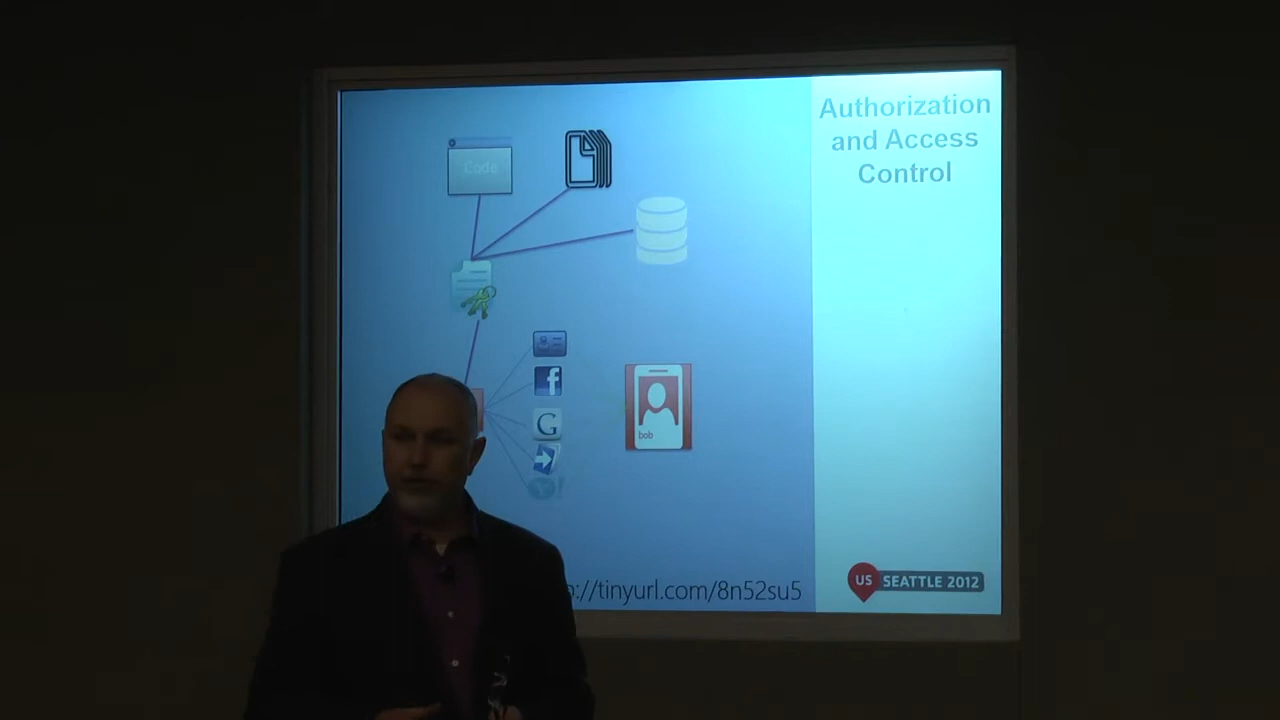 Authorization
and Access
Control
Code
f
G
Y!
bob
://tinyurl.com/8n52su5
US SEATTLE 2012